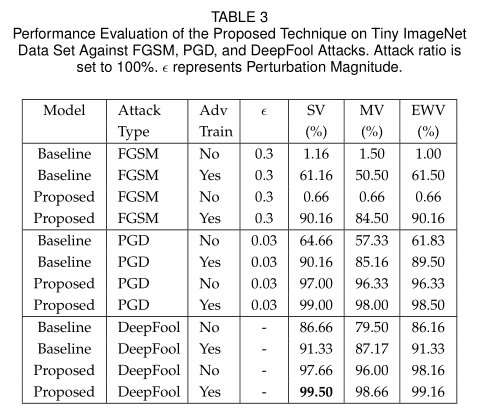 TABLE 3
Performance Evaluation of the Proposed Technique on Tiny ImageNet
Data Set Against FGSM, PGD, and DeepFool Attacks. Attack ratio is
set to 100%. ϵ represents Perturbation Magnitude.
Model Attack Adv ϵ SV MV EWV
Type Train (%) (%) (%)
Baseline FGSM No 0.3 1.16 1.50 1.00
Baseline FGSM Yes 0.3 61.16 50.50 61.50
Proposed FGSM No 0.3 0.66 0.66 0.66
Proposed FGSM Yes 0.3 90.16 84.50 90.16
Baseline PGD No 0.03 64.66 57.33 61.83
Baseline PGD Yes 0.03 90.16 85.16 89.50
Proposed PGD No 0.03 97.00 96.33 96.33
Proposed PGD Yes 0.03 99.00 98.00 98.50
Baseline DeepFool No - 86.66 79.50 86.16
Baseline DeepFool Yes - 91.33 87.17 91.33
Proposed DeepFool No - 97.66 96.00 98.16
Proposed DeepFool Yes - 99.50 98.66 99.16